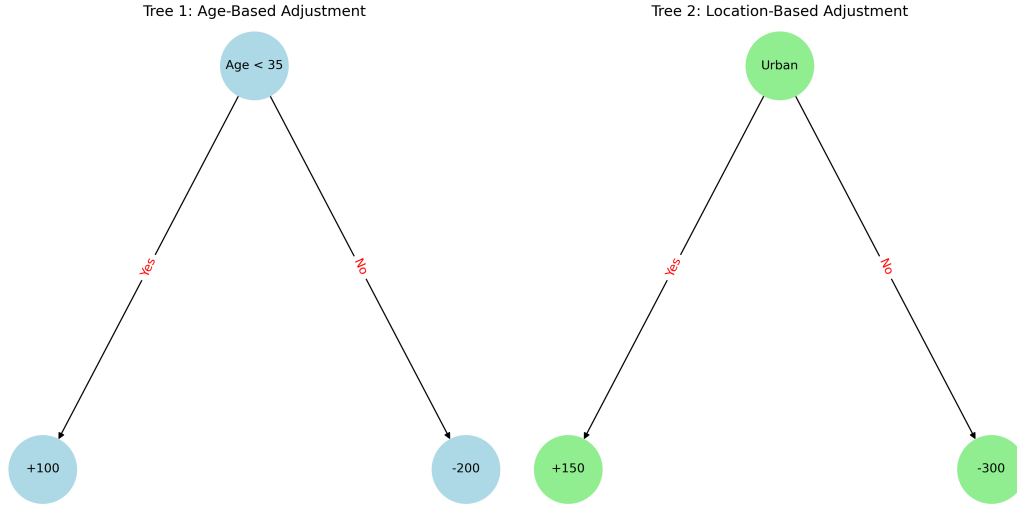 Tree 1: Age-Based Adjustment
Age < 35
Yes
No
+100
-200
Tree 2: Location-Based Adjustment
Urban
Yes
No
+150
-300